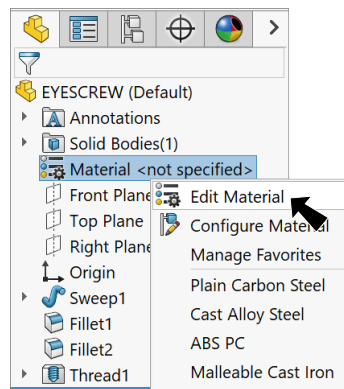 EYESCREW (Default)
Annotations
Solid Bodies(1)
Material <not specified>
Front Plane
Edit Material
Top Plane
Configure Material
Right Plane
Manage Favorites
Origin
Plain Carbon Steel
Sweep1
Cast Alloy Steel
Fillet1
ABS PC
Fillet2
Malleable Cast Iron
Thread1